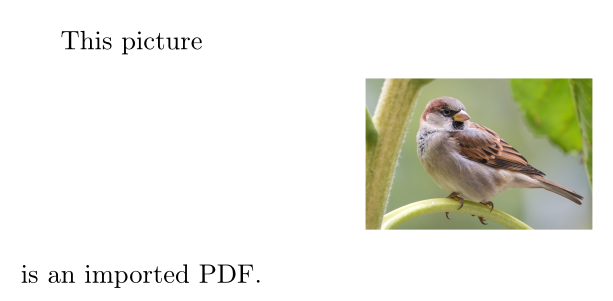 This picture
is an imported PDF.